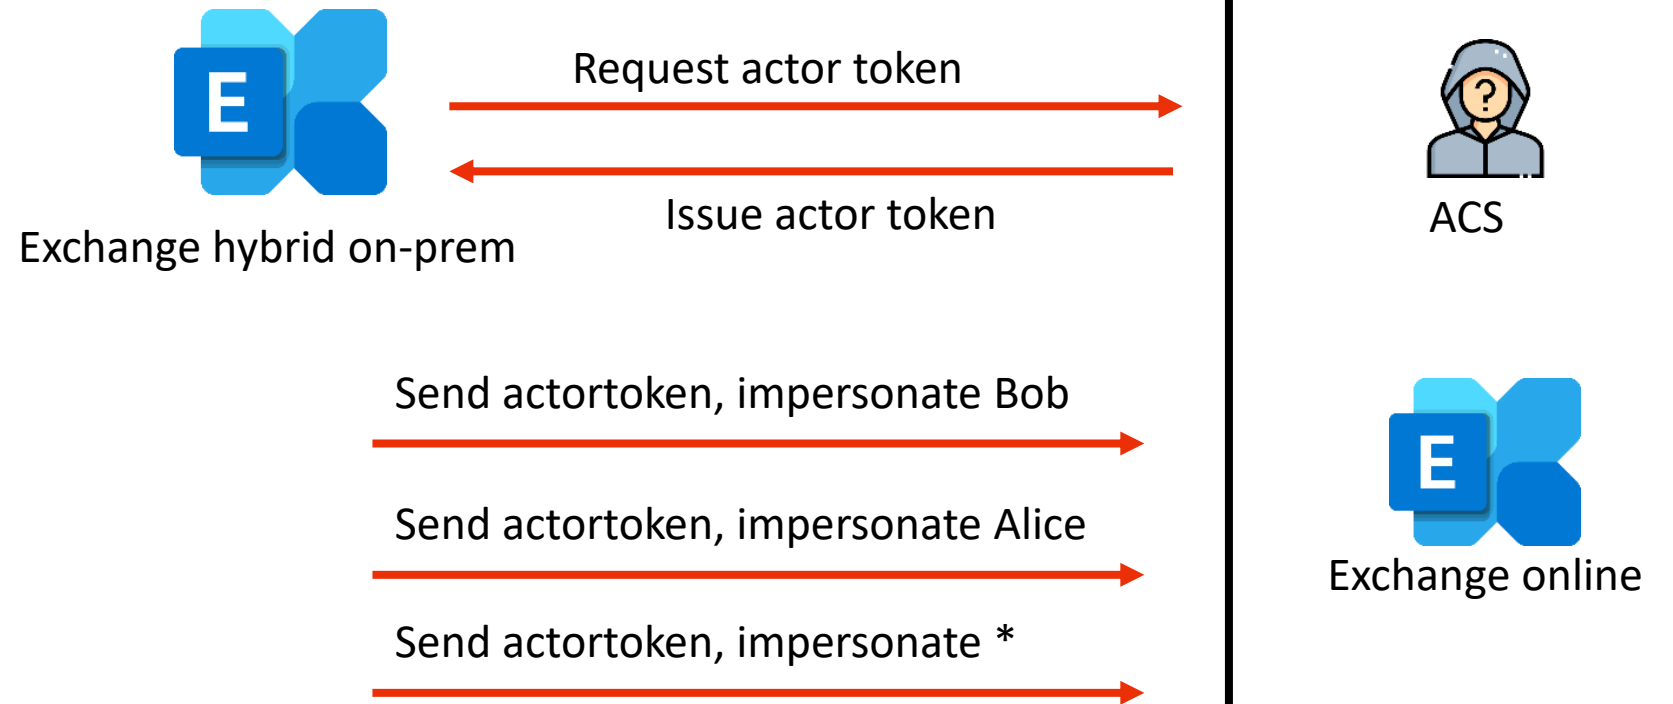 E
Request actor token
?
Issue actor token
Exchange hybrid on-prem
ACS
Send actortoken, impersonate Bob
Send actortoken, impersonate Alice
E
Exchange online
Send actortoken, impersonate *